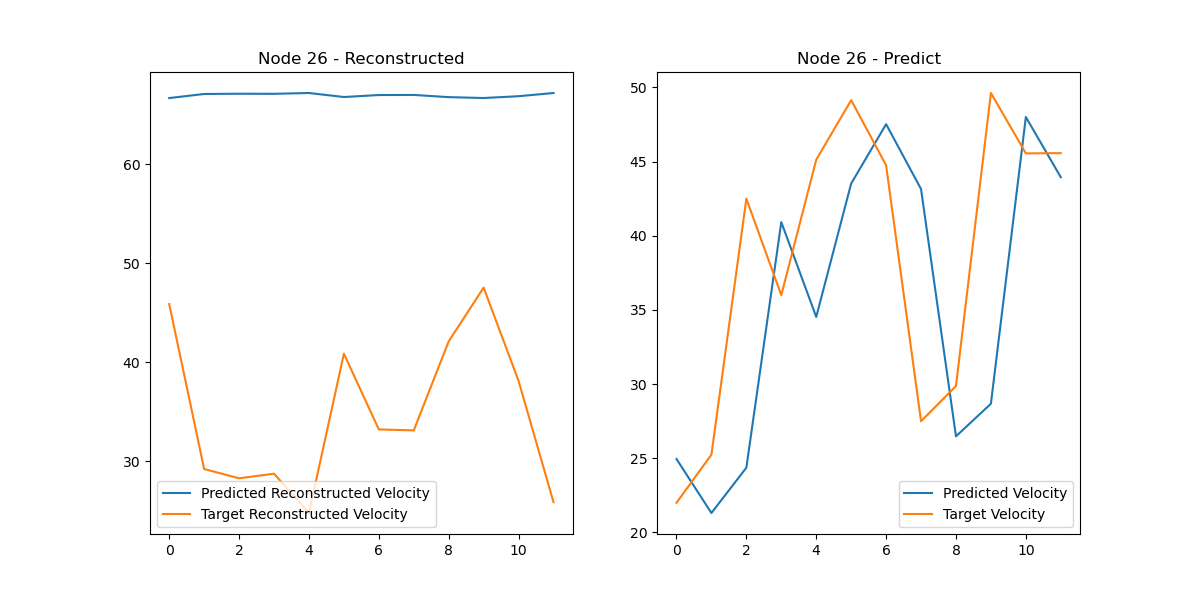 Node 26 - Reconstructed
60
50
40
30
0 2 4 6 8 10
Predicted Reconstructed Velocity
Target Reconstructed Velocity
Node 26 - Predict
50
45
40
35
30
25
20
0 2 4 6 8 10
Predicted Velocity
Target Velocity